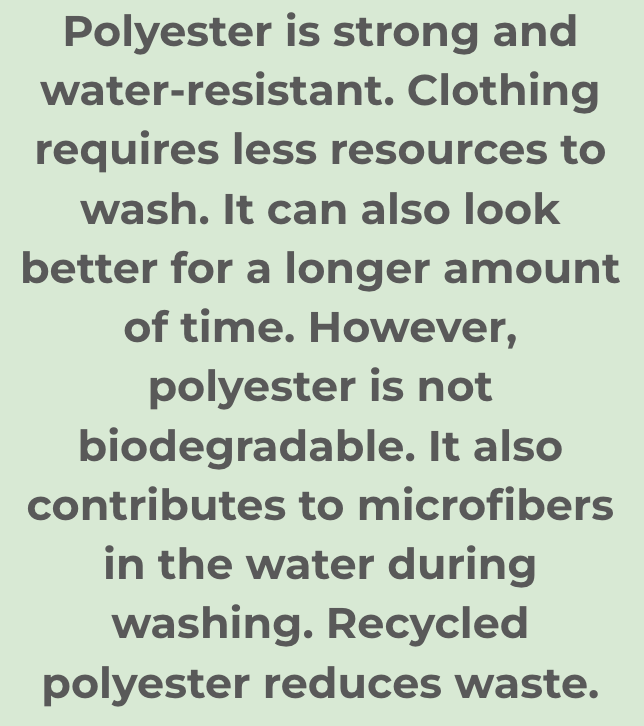 Polyester is strong and
water-resistant. Clothing
requires less resources to
wash. It can also look
better for a longer amount
of time. However,
polyester is not
biodegradable. It also
contributes to microfibers
in the water during
washing. Recycled
polyester reduces waste.